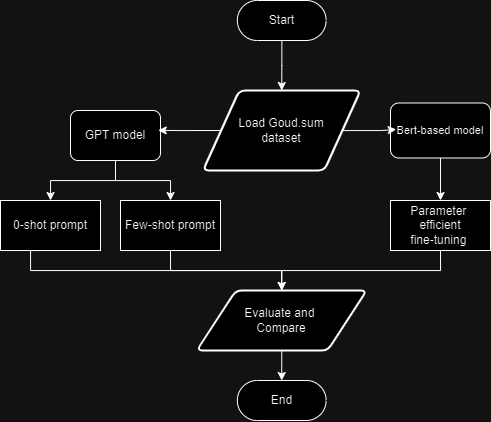 Start
Load Goud.sum
dataset
GPT model
Bert-based model
0-shot prompt
Few-shot prompt
Parameter
efficient
fine-tuning
Evaluate and
Compare
End